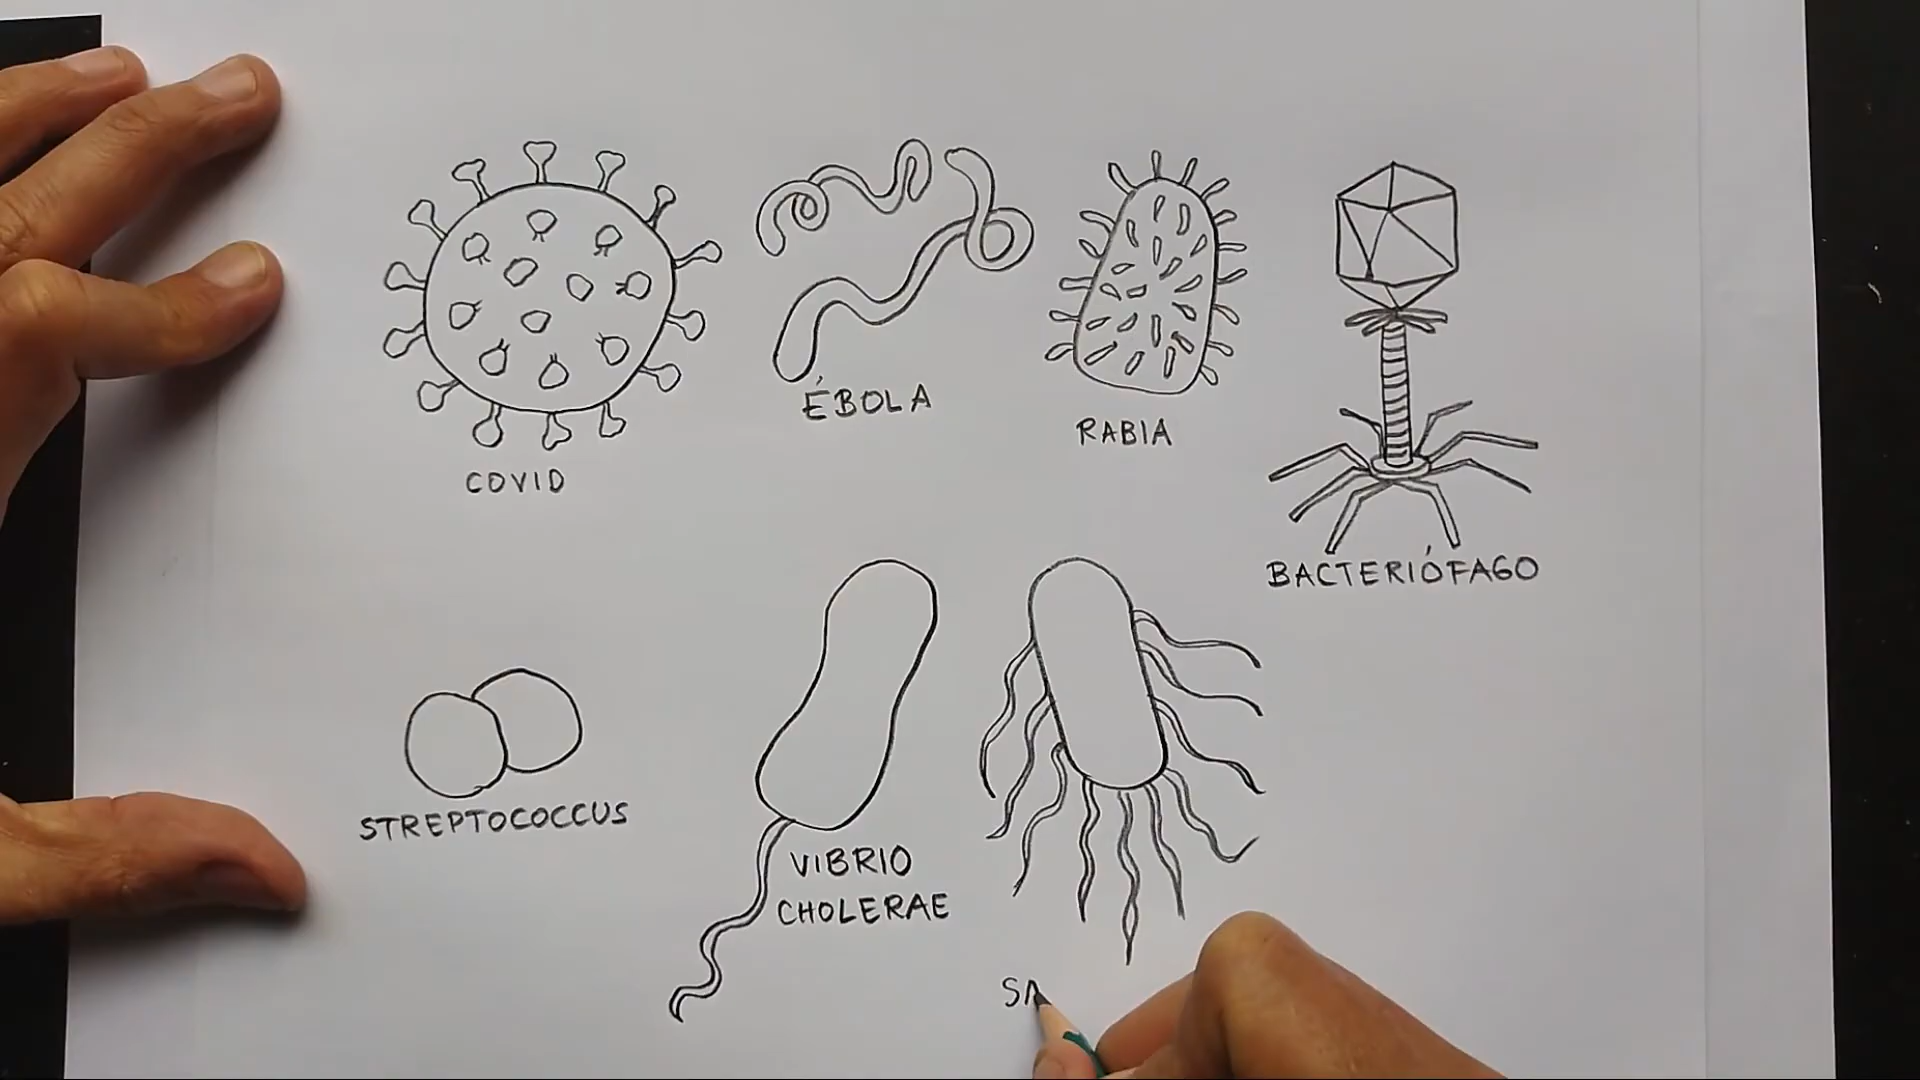 COVID
ÉBOLA
RABIA
BACTERIÓFAGO
STREPTOCOCCUS
VIBRIO
CHOLERAE
SA